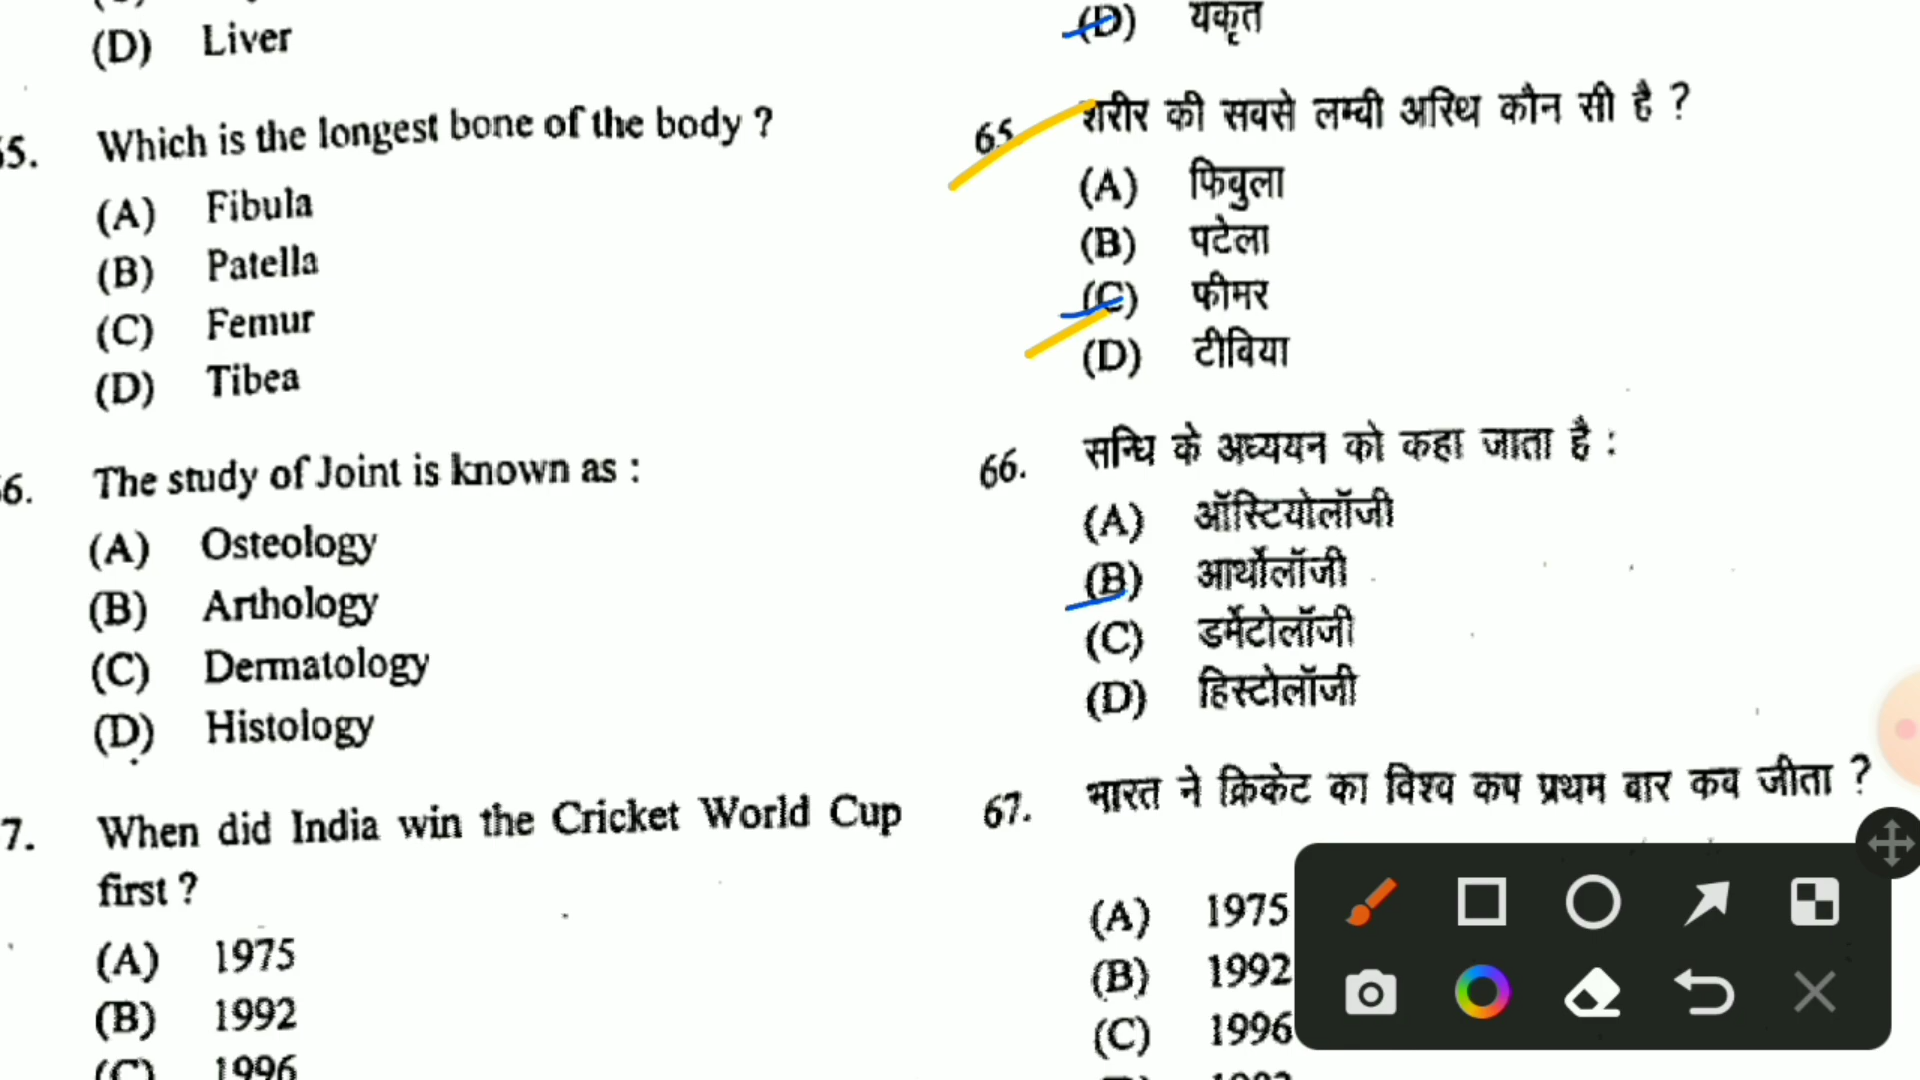 (D) Liver
5. Which is the longest bone of the body ?
(A) Fibula
(B) Patella
(C) Femur
(D) Tibea
6. The study of Joint is known as :
(A) Osteology
(B) Arthology
(C) Dermatology
(D) Histology
7. When did India win the Cricket World Cup
first ?
(A) 1975
(B) 1992
(C) 1996
(D) यकृत
65. शरीर की सबसे लम्बी अस्थि कौन सी है ?
(A) फिबुला
(B) पटेला
(C) फीमर
(D) टीबिया
66. सन्धि के अध्ययन को कहा जाता है :
(A) ऑस्टियोलॉजी
(B) आर्थोलॉजी
(C) डर्मेटोलॉजी
(D) हिस्टोलॉजी
67. भारत ने क्रिकेट का विश्व कप प्रथम बार कब जीता ?
(A) 1975
(B) 1992
(C) 1996